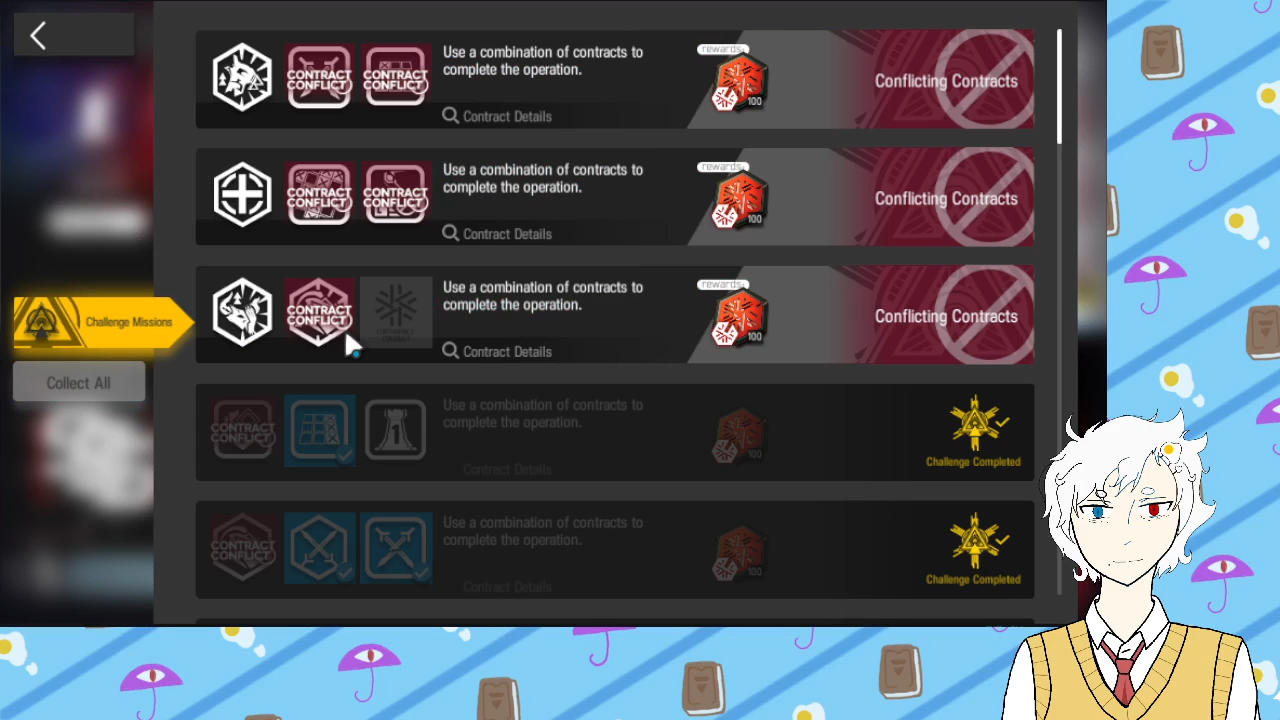 CONTRACT
CONFLICT
CONTRACT
CONFLICT
Use a combination of contracts to
complete the operation.
Contract Details
rewards
100
Conflicting Contracts
CONTRACT
CONFLICT
CONTRACT
CONFLICT
Use a combination of contracts to
complete the operation.
Contract Details
rewards
100
Conflicting Contracts
Challenge Missions
Collect All
CONTRACT
CONFLICT
CONTINGENCY
CONTRACT
Use a combination of contracts to
complete the operation.
Contract Details
rewards
100
Conflicting Contracts
CONTRACT
CONFLICT
1
Use a combination of contracts to
complete the operation.
Contract Details
100
Challenge Completed
CONTRACT
CONFLICT
Use a combination of contracts to
complete the operation.
Contract Details
100
Challenge Completed